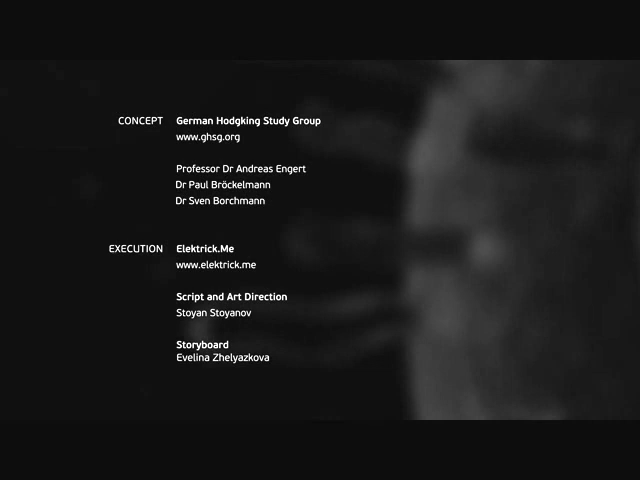 CONCEPT German Hodgking Study Group
www.ghsg.org
Professor Dr Andreas Engert
Dr Paul Bröckelmann
Dr Sven Borchmann
EXECUTION Elektrick.Me
www.elektrick.me
Script and Art Direction
Stoyan Stoyanov
Storyboard
Evelina Zhelyazkova